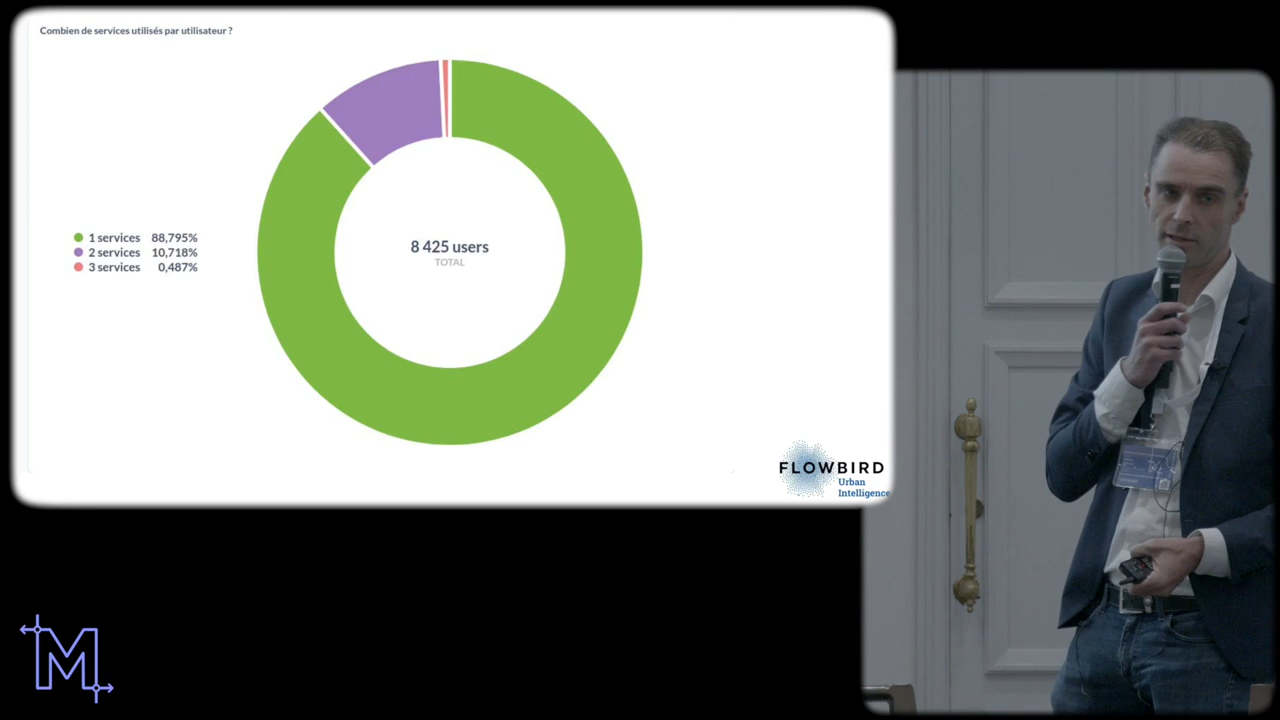 Combien de services utilisés par utilisateur ?
1 services 88,795%
2 services 10,718%
3 services 0,487%
8 425 users
TOTAL
FLOWBIRD
Urban
Intelligence
M